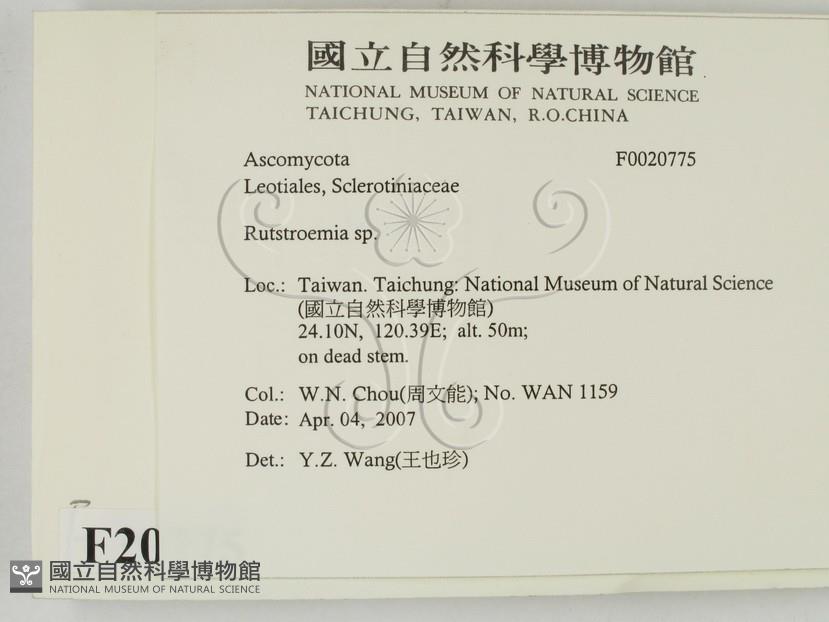 國立自然科學博物館
NATIONAL MUSEUM OF NATURAL SCIENCE
TAICHUNG, TAIWAN, R.O.CHINA
Ascomycota F0020775
Leotiales, Sclerotiniaceae
Rutstroemia sp.
Loc.: Taiwan. Taichung: National Museum of Natural Science
(國立自然科學博物館)
24.10N, 120.39E; alt. 50m;
on dead stem.
Col.: W.N. Chou(周文能); No. WAN 1159
Date: Apr. 04, 2007
Det.: Y.Z. Wang(王也珍)
F20775
國立自然科學博物館
NATIONAL MUSEUM OF NATURAL SCIENCE